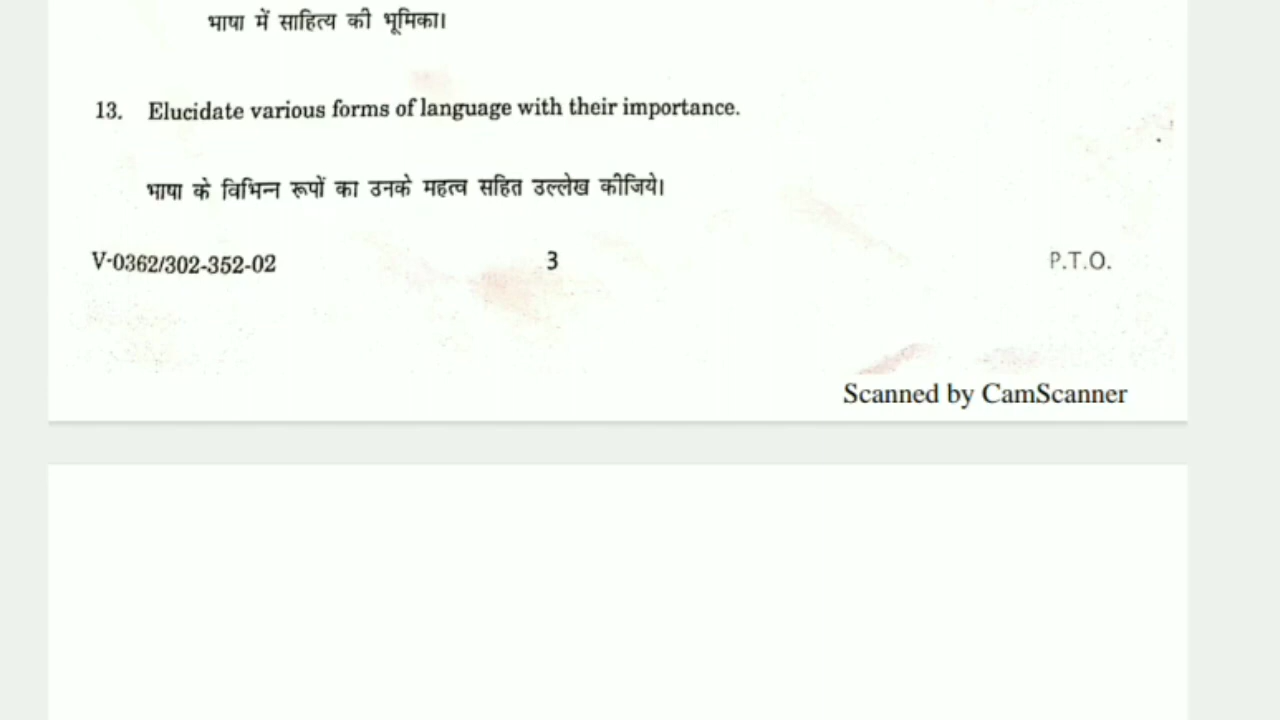 भाषा में साहित्य की भूमिका।
13. Elucidate various forms of language with their importance.
भाषा के विभिन्न रूपों का उनके महत्व सहित उल्लेख कीजिये।
V-0362/302-352-02 3 P.T.O.
Scanned by CamScanner